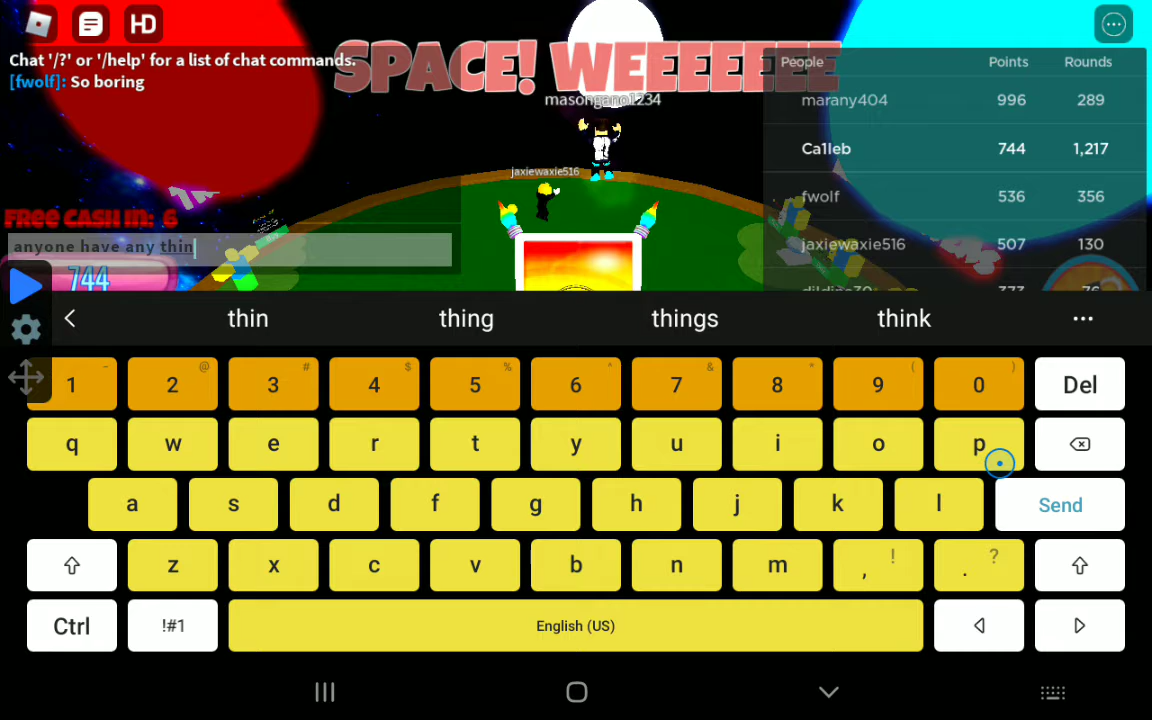 HD
SPACE! WEEEEEE
Chat '/?' or '/help' for a list of chat commands.
[fwolf]: So boring
People Points Rounds
masongano1234
marany404 996 289
Ca1leb 744 1,217
jaxiewaxie516
fwolf 536 356
FREE CASH IN: 6
anyone have any thin
jaxiewaxie516 507 130
744
thin thing things think
1 - 2 @ 3 # 4 $ 5 % 6 ^ 7 & 8 * 9 ( 0 ) Del
q w e r t y u i o p
a s d f g h j k l Send
z x c v b n m , ! . ?
Ctrl !#1 English (US)